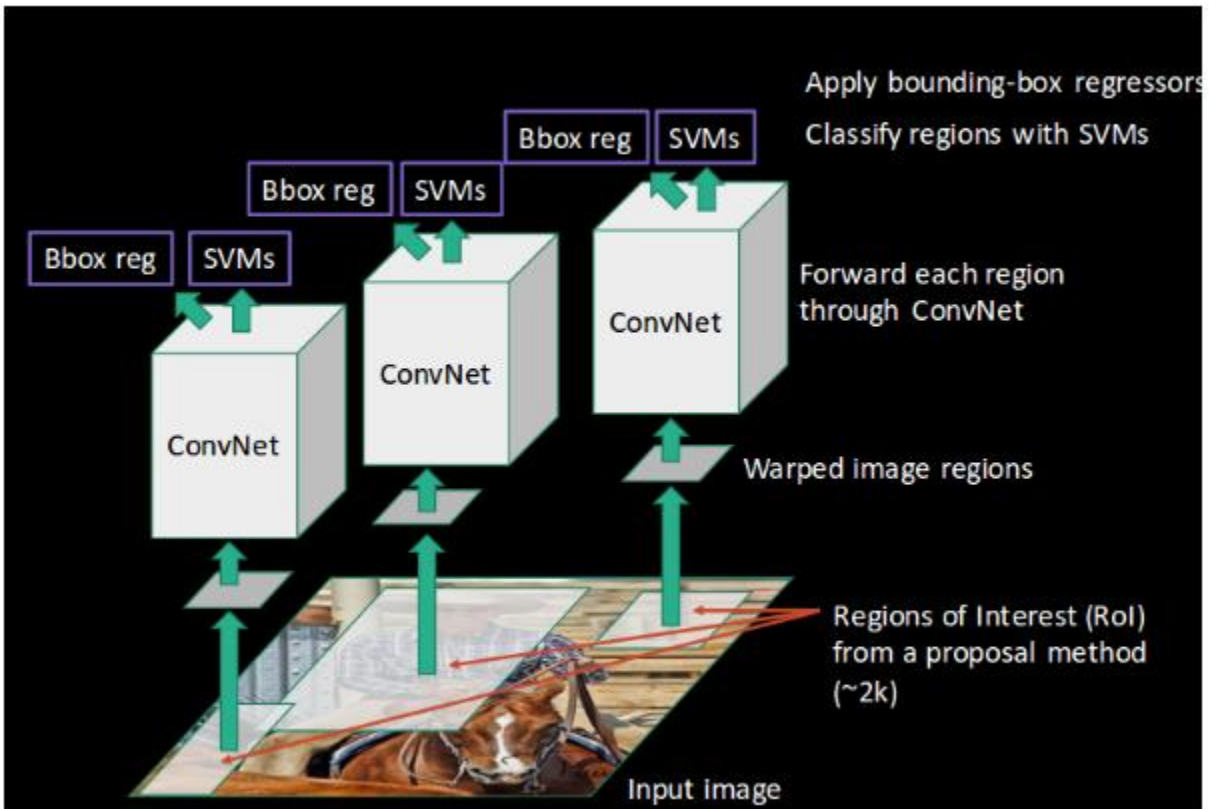 Apply bounding-box regressors
Bbox reg SVMs
Classify regions with SVMs
Bbox reg SVMs
Bbox reg SVMs
Forward each region
through ConvNet
ConvNet
ConvNet
ConvNet
Warped image regions
Regions of Interest (RoI)
from a proposal method
(~2k)
Input image